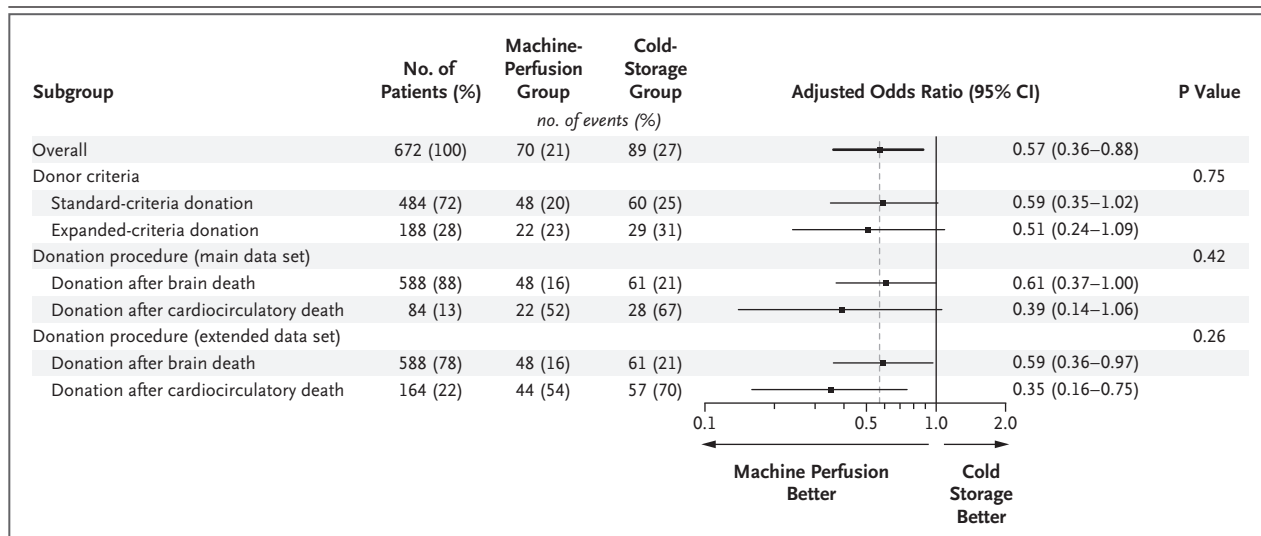 Subgroup No. of Patients (%) Machine-Perfusion Group Cold-Storage Group Adjusted Odds Ratio (95% CI) P Value
no. of events (%)
Overall 672 (100) 70 (21) 89 (27) 0.57 (0.36–0.88)
Donor criteria 0.75
Standard-criteria donation 484 (72) 48 (20) 60 (25) 0.59 (0.35–1.02)
Expanded-criteria donation 188 (28) 22 (23) 29 (31) 0.51 (0.24–1.09)
Donation procedure (main data set) 0.42
Donation after brain death 588 (88) 48 (16) 61 (21) 0.61 (0.37–1.00)
Donation after cardiocirculatory death 84 (13) 22 (52) 28 (67) 0.39 (0.14–1.06)
Donation procedure (extended data set) 0.26
Donation after brain death 588 (78) 48 (16) 61 (21) 0.59 (0.36–0.97)
Donation after cardiocirculatory death 164 (22) 44 (54) 57 (70) 0.35 (0.16–0.75)
0.1 0.5 1.0 2.0
Machine Perfusion Better
Cold Storage Better